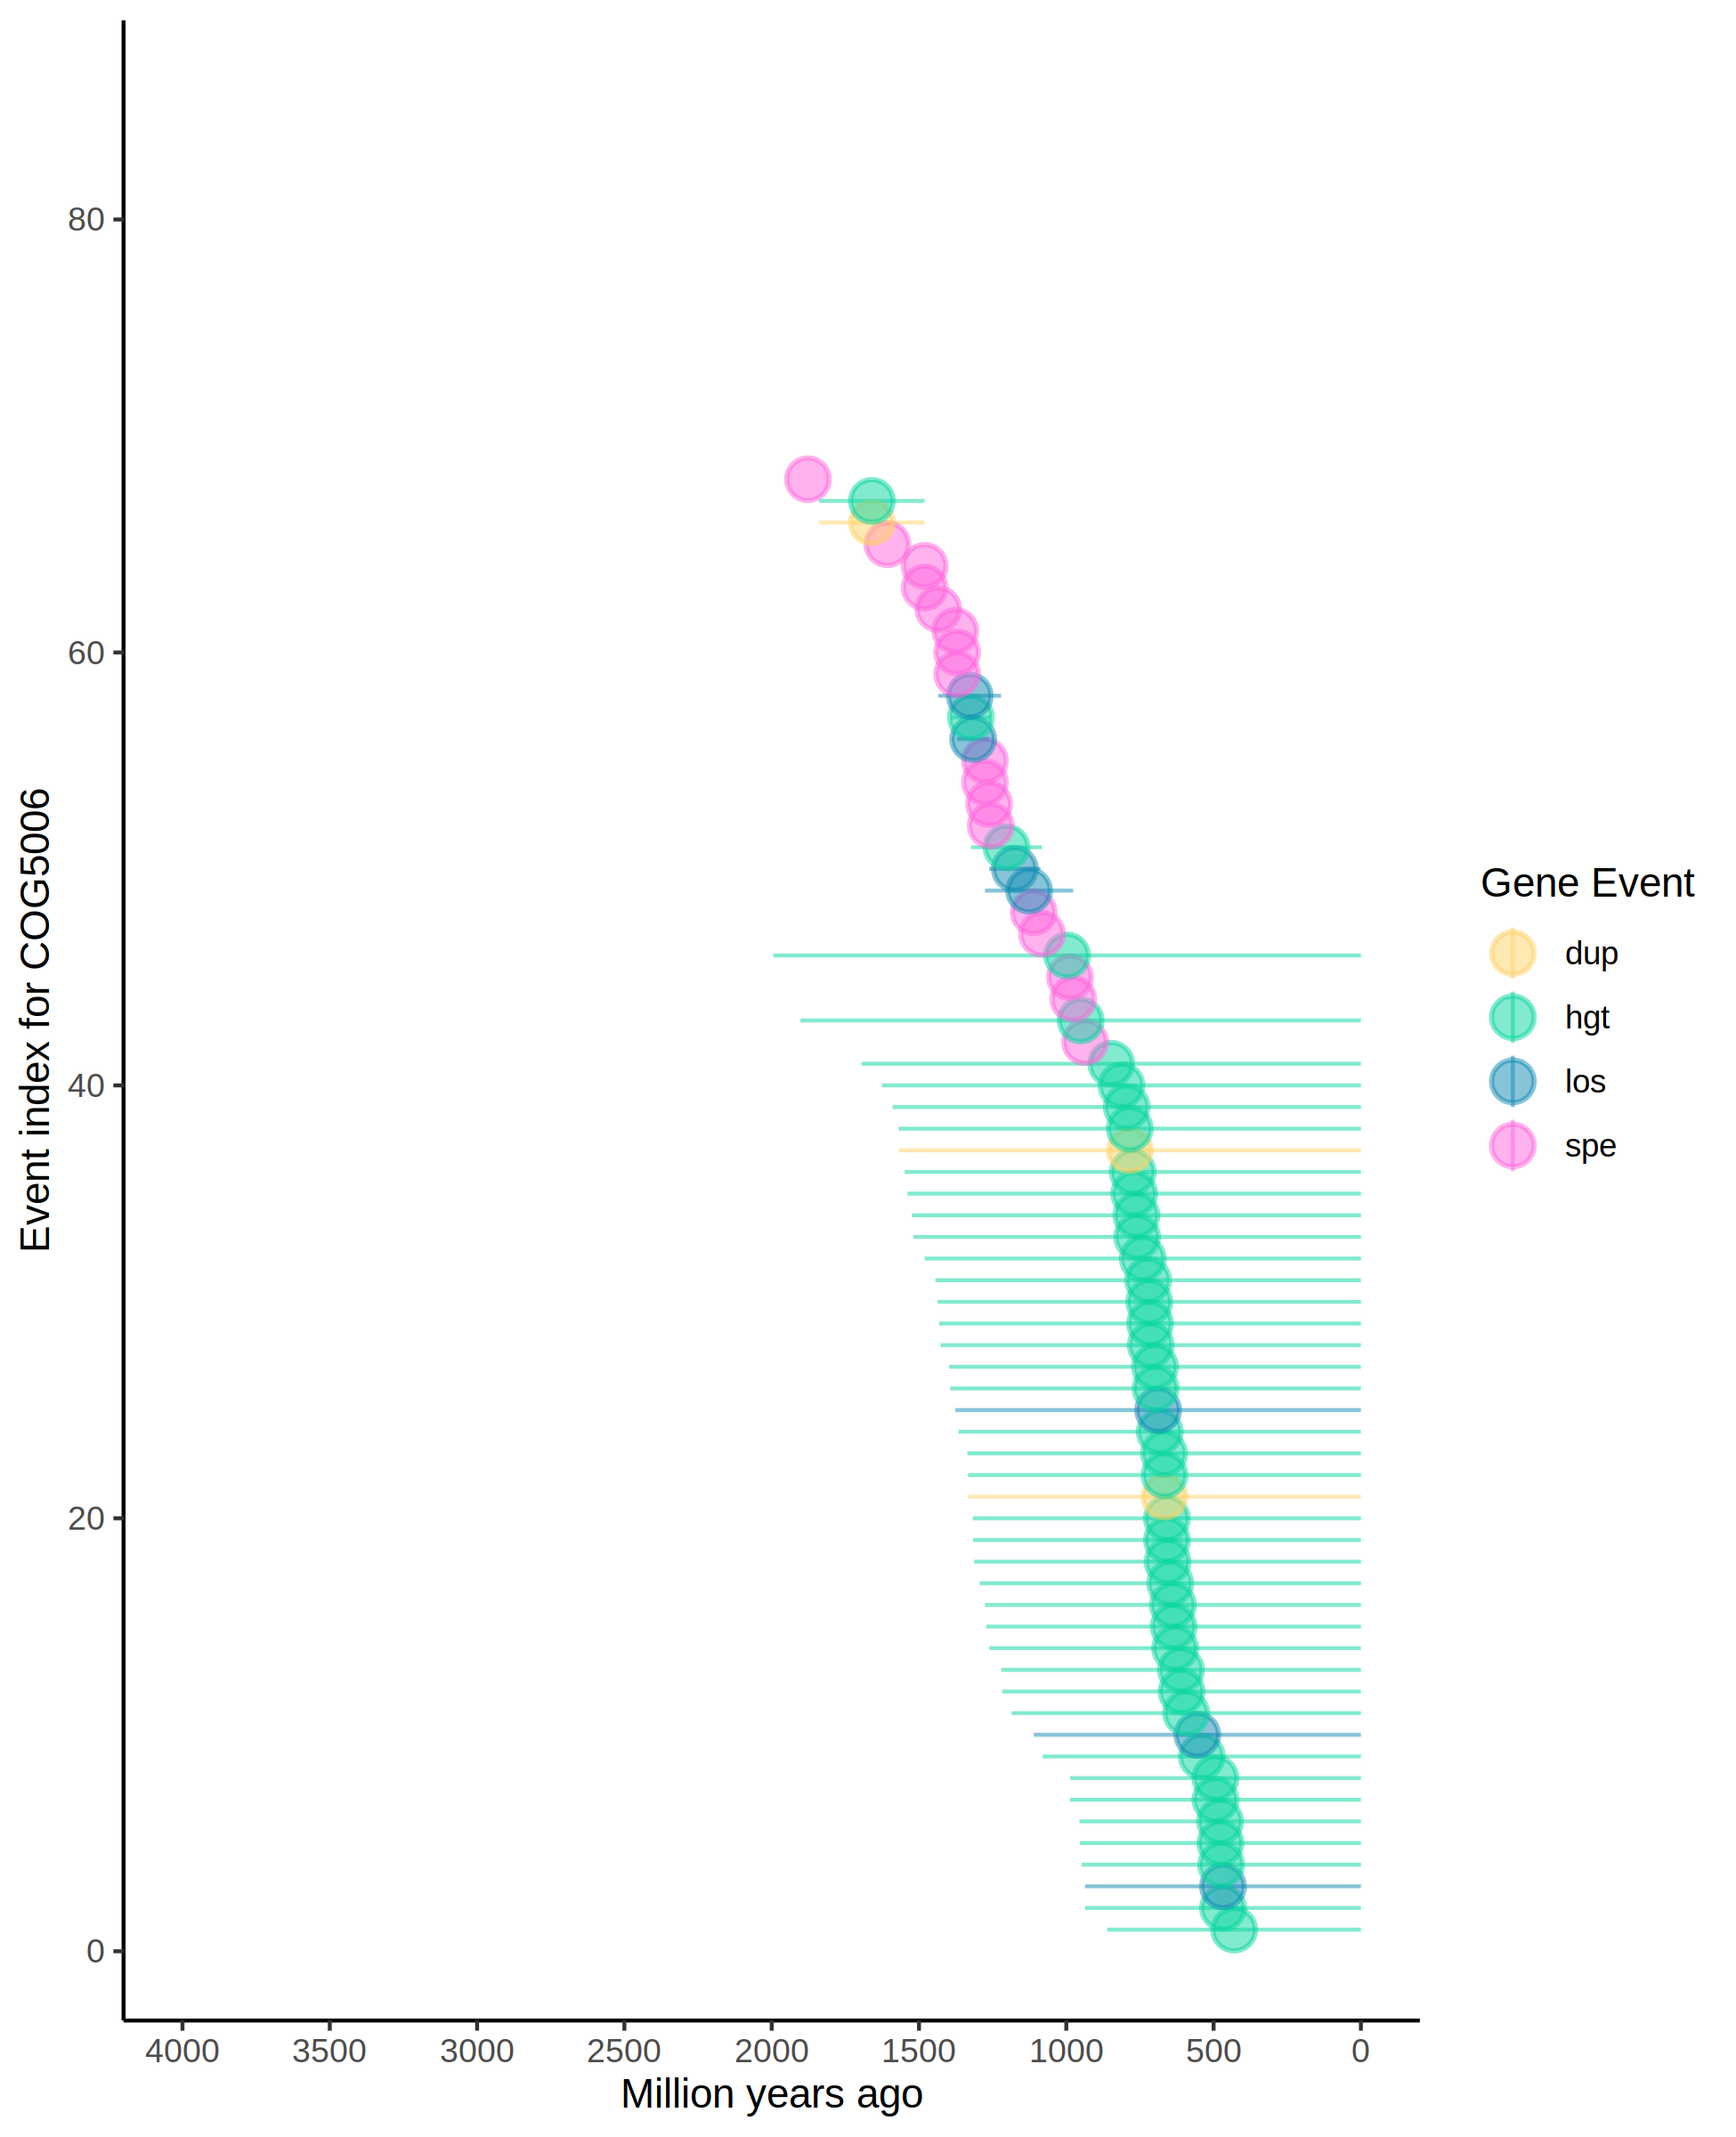 80
60
40
20
0
Event index for COG5006
4000 3500 3000 2500 2000 1500 1000 500 0
Million years ago
Gene Event
dup
hgt
los
spe